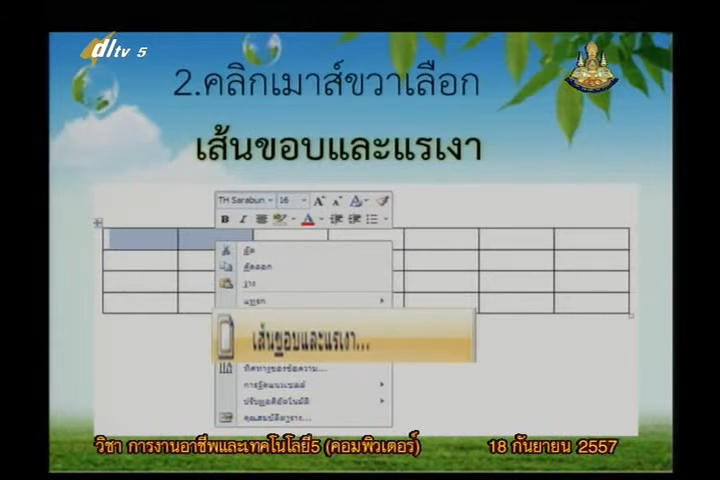 dltv 5
2.คลิกเมาส์ขวาเลือก
เส้นขอบและแรเงา
TH Sarabun 16
B I
ตัด
คัดลอก
วาง
แทรก
เส้นขอบและแรเงา...
ทิศทางของข้อความ...
การจัดแนวเซลล์
ปรับพอดีอัตโนมัติ
คุณสมบัติตาราง...
วิชา การงานอาชีพและเทคโนโลยี5 (คอมพิวเตอร์) 18 กันยายน 2557